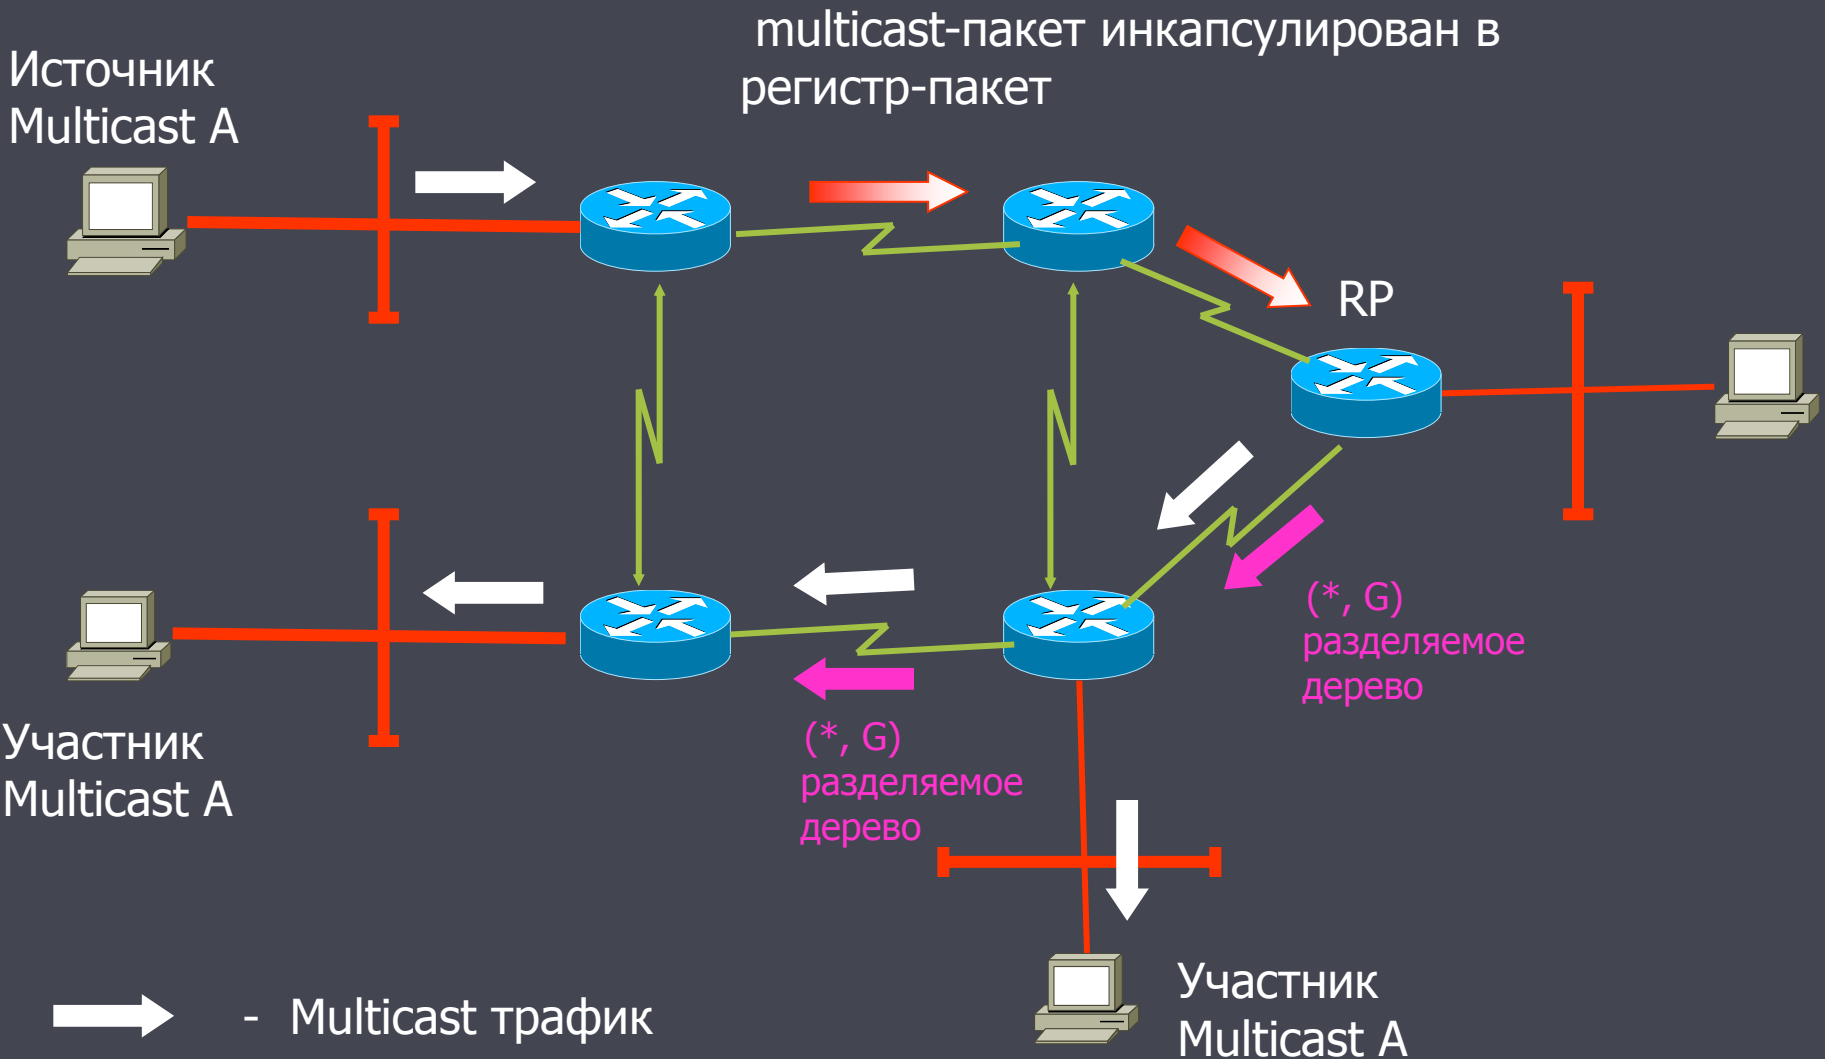 multicast-пакет инкапсулирован в
регистр-пакет
Источник
Multicast A
RP
(*, G)
разделяемое
дерево
(*, G)
разделяемое
дерево
Участник
Multicast A
Участник
Multicast A
- Multicast трафик